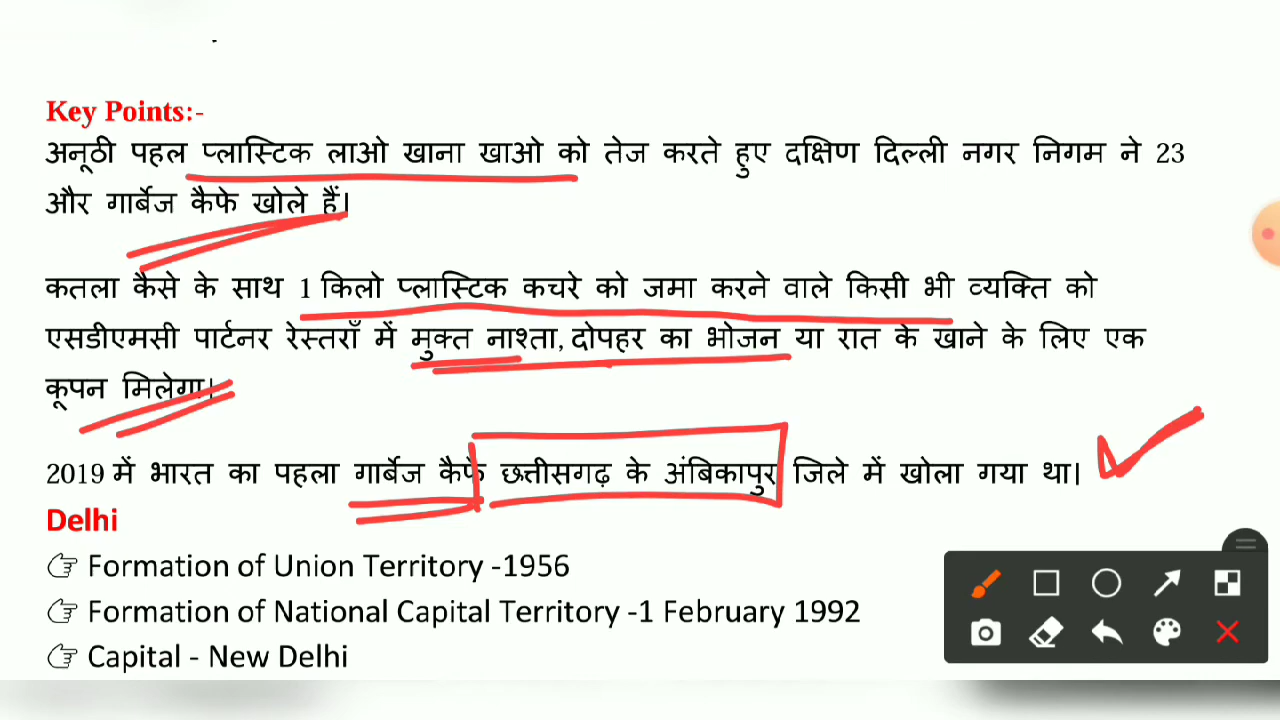 Key Points:-
अनूठी पहल प्लास्टिक लाओ खाना खाओ को तेज करते हुए दक्षिण दिल्ली नगर निगम ने 23
और गार्बेज कैफे खोले हैं।
कतला कैसे के साथ 1 किलो प्लास्टिक कचरे को जमा करने वाले किसी भी व्यक्ति को
एसडीएमसी पार्टनर रेस्तराँ में मुक्त नाश्ता, दोपहर का भोजन या रात के खाने के लिए एक
कूपन मिलेगा।
2019 में भारत का पहला गार्बेज कैफे छत्तीसगढ़ के अंबिकापुर जिले में खोला गया था।
Delhi
☞ Formation of Union Territory -1956
☞ Formation of National Capital Territory -1 February 1992
☞ Capital - New Delhi